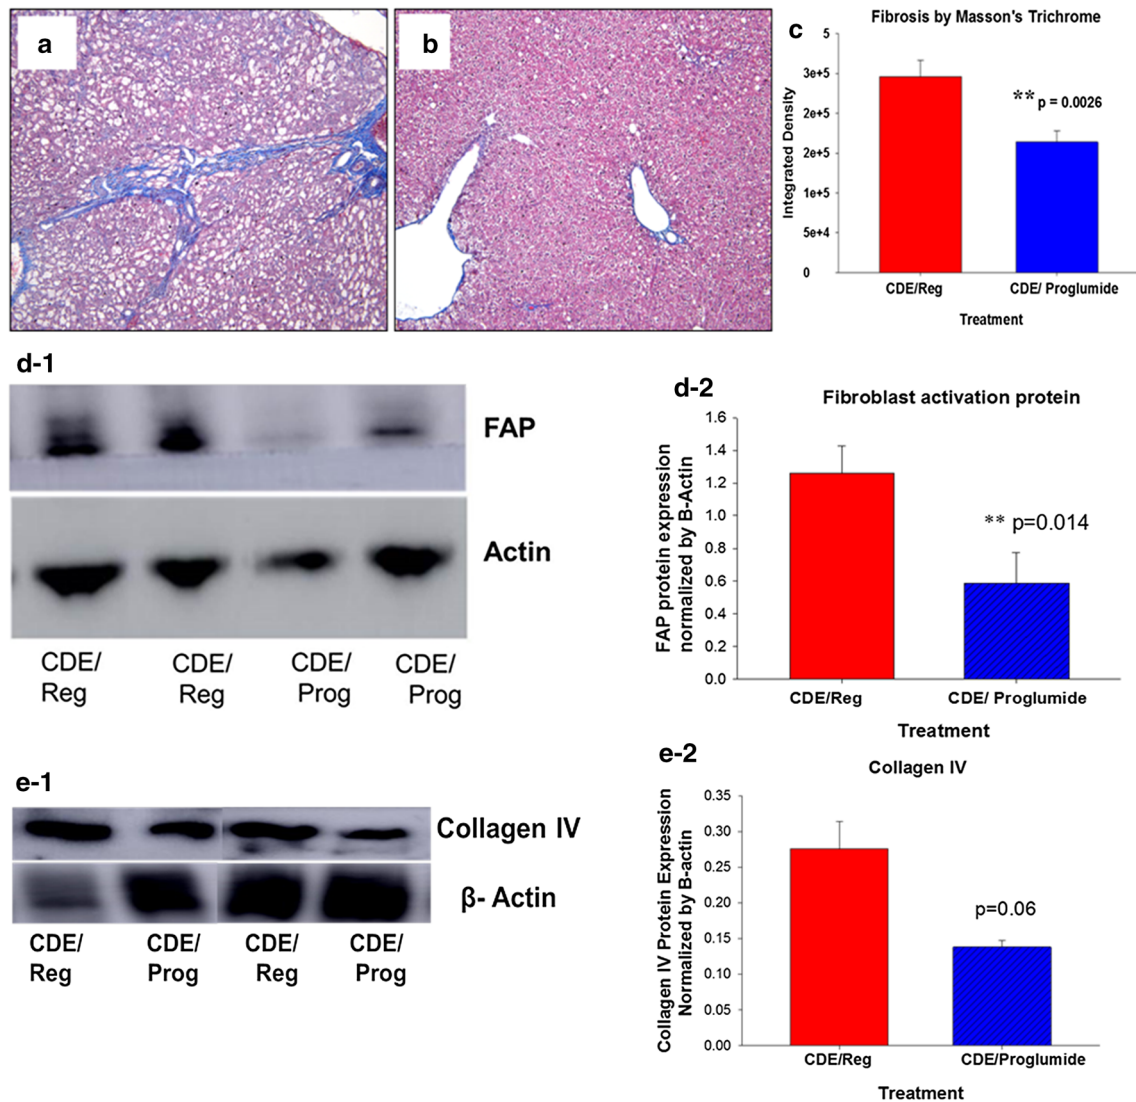 a
b
c
Fibrosis by Masson's Trichrome
Integrated Density
5
3e+5
2e+5
2e+5
1e+5
5e+4
0
** p = 0.0026
CDE/Reg
CDE/ Proglumide
Treatment
d-1
FAP
Actin
CDE/
Reg
CDE/
Reg
CDE/
Prog
CDE/
Prog
d-2
Fibroblast activation protein
FAP protein expression
normalized by B-Actin
1.6
1.4
1.2
1.0
0.8
0.6
0.4
0.2
0.0
** p=0.014
CDE/Reg
CDE/ Proglumide
Treatment
e-1
Collagen IV
β- Actin
CDE/
Reg
CDE/
Prog
CDE/
Reg
CDE/
Prog
e-2
Collagen IV
Collagen IV Protein Expression
Normalized by B-actin
0.35
0.30
0.25
0.20
0.15
0.10
0.05
0.00
p=0.06
CDE/Reg
CDE/Proglumide
Treatment